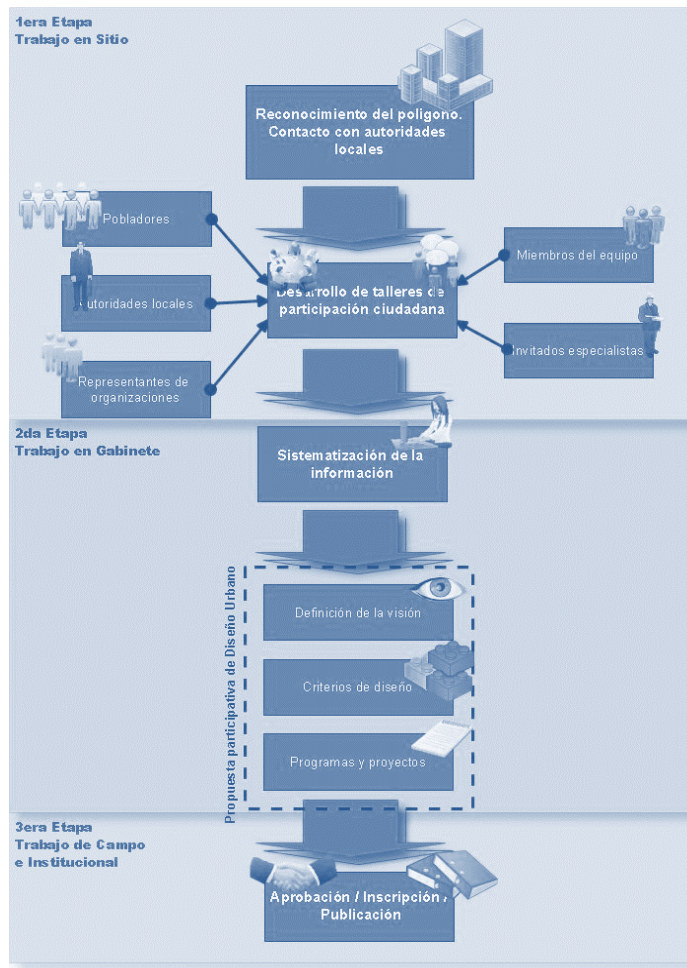 1era Etapa
Trabajo en Sitio
Reconocimiento del poligono.
Contacto con autoridades
locales
Pobladores
Autoridades locales
Representantes de
organizaciones
Desarrollo de talleres de
participación ciudadana
Miembros del equipo
Invitados especialistas
2da Etapa
Trabajo en Gabinete
Sistematización de la
información
Propuesta participativa de Diseño Urbano
Definición de la visión
Criterios de diseño
Programas y proyectos
3era Etapa
Trabajo de Campo
e Institucional
Aprobación / Inscripción /
Publicación